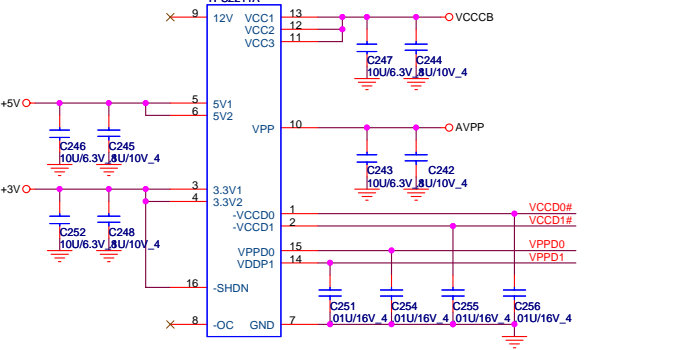 9 12V VCC1 13 VCCCB
VCC2 12
VCC3 11
C247 C244
10U/6.3V_8 .1U/10V_4
+5V 5 5V1
6 5V2
VPP 10 AVPP
C246 C245
10U/6.3V_8 .1U/10V_4
C243 C242
10U/6.3V_8 .1U/10V_4
+3V 3 3.3V1
4 3.3V2
-VCCD0 1 VCCD0#
-VCCD1 2 VCCD1#
C252 C248
10U/6.3V_8 .1U/10V_4
VPPD0 15 VPPD0
VDDP1 14 VPPD1
16 -SHDN
C251 C254 C255 C256
.01U/16V_4 .01U/16V_4 .01U/16V_4 .01U/16V_4
8 -OC GND 7